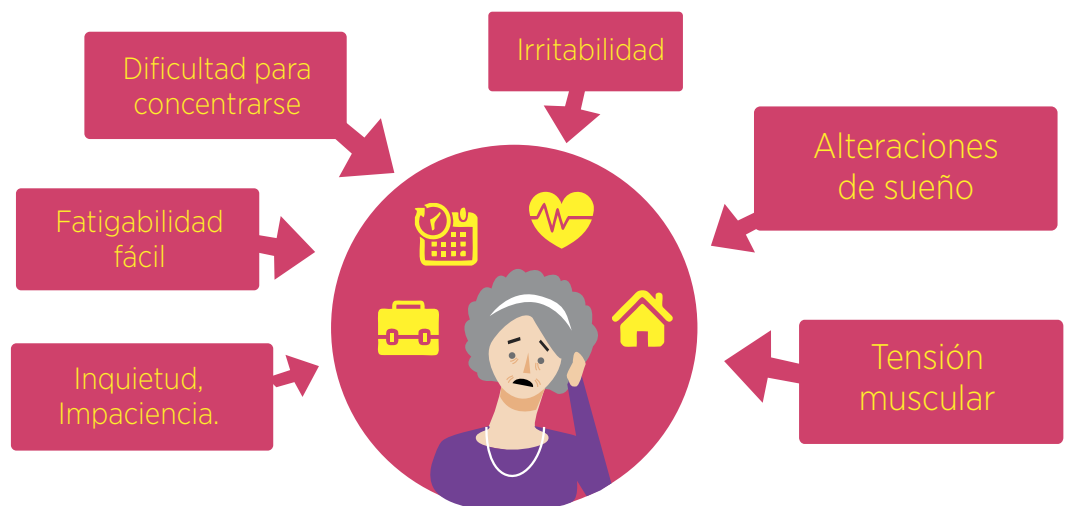 Irritabilidad
Dificultad para
concentrarse
Alteraciones
de sueño
Fatigabilidad
fácil
Tensión
muscular
Inquietud,
Impaciencia.